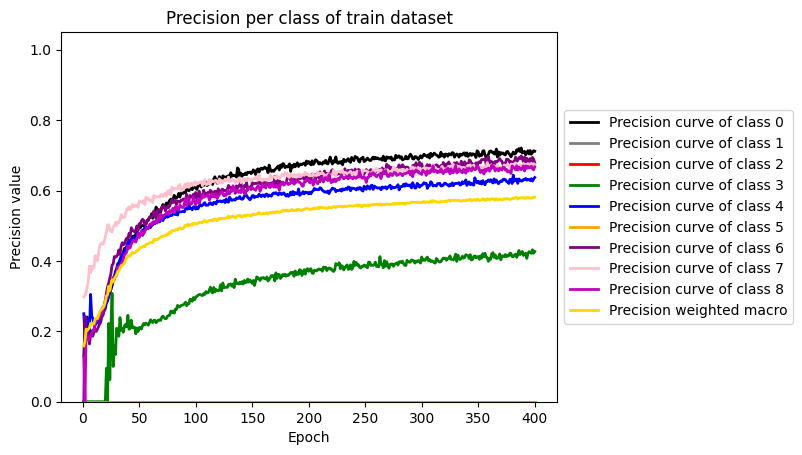 Precision per class of train dataset
Precision value
1.0
0.8
0.6
0.4
0.2
0.0
0
50
100
150
200
250
300
350
400
Epoch
Precision curve of class 0
Precision curve of class 1
Precision curve of class 2
Precision curve of class 3
Precision curve of class 4
Precision curve of class 5
Precision curve of class 6
Precision curve of class 7
Precision curve of class 8
Precision weighted macro